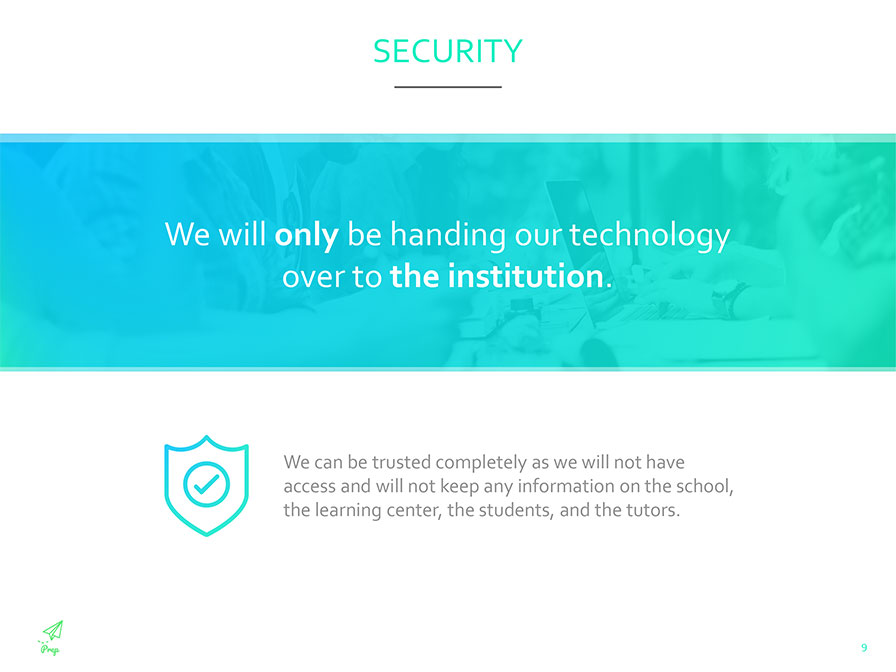 SECURITY
We will only be handing our technology
over to the institution.
We can be trusted completely as we will not have
access and will not keep any information on the school,
the learning center, the students, and the tutors.
Prep
9